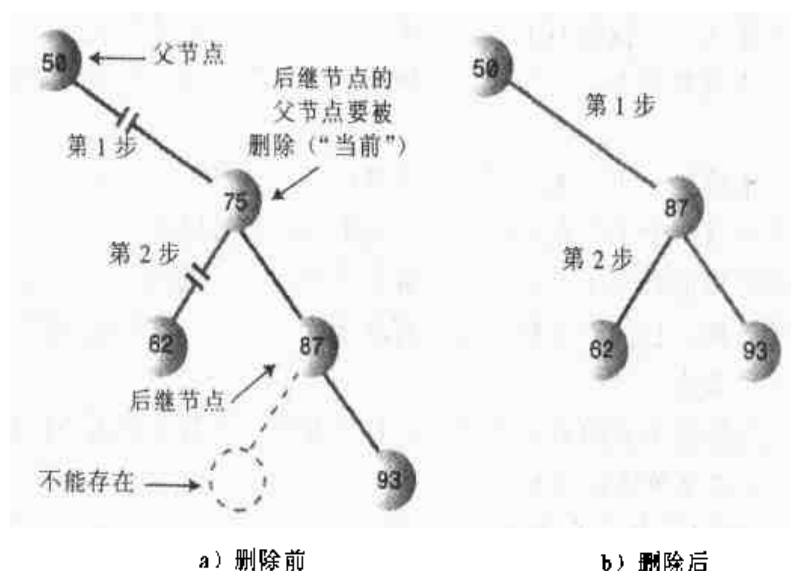 50
父节点
第1步
后继节点的
父节点要被
删除（“当前”）
75
第2步
62
87
后继节点
不能存在
93
a）删除前
50
第1步
87
第2步
62
93
b）删除后